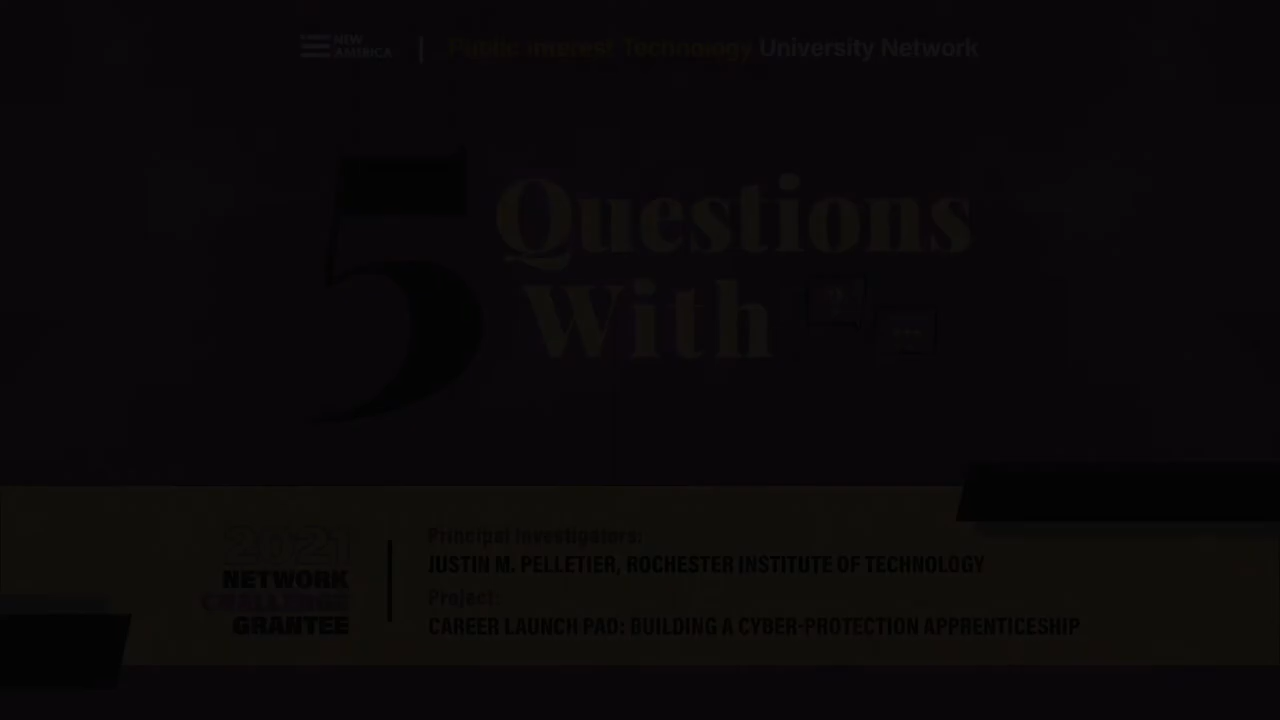 NEW
AMERICA
Public Interest Technology University Network
5
Questions
With
2021
NETWORK
CHALLENGE
GRANTEE
Principal Investigators:
JUSTIN M. PELLETIER, ROCHESTER INSTITUTE OF TECHNOLOGY
Project:
CAREER LAUNCH PAD: BUILDING A CYBER-PROTECTION APPRENTICESHIP